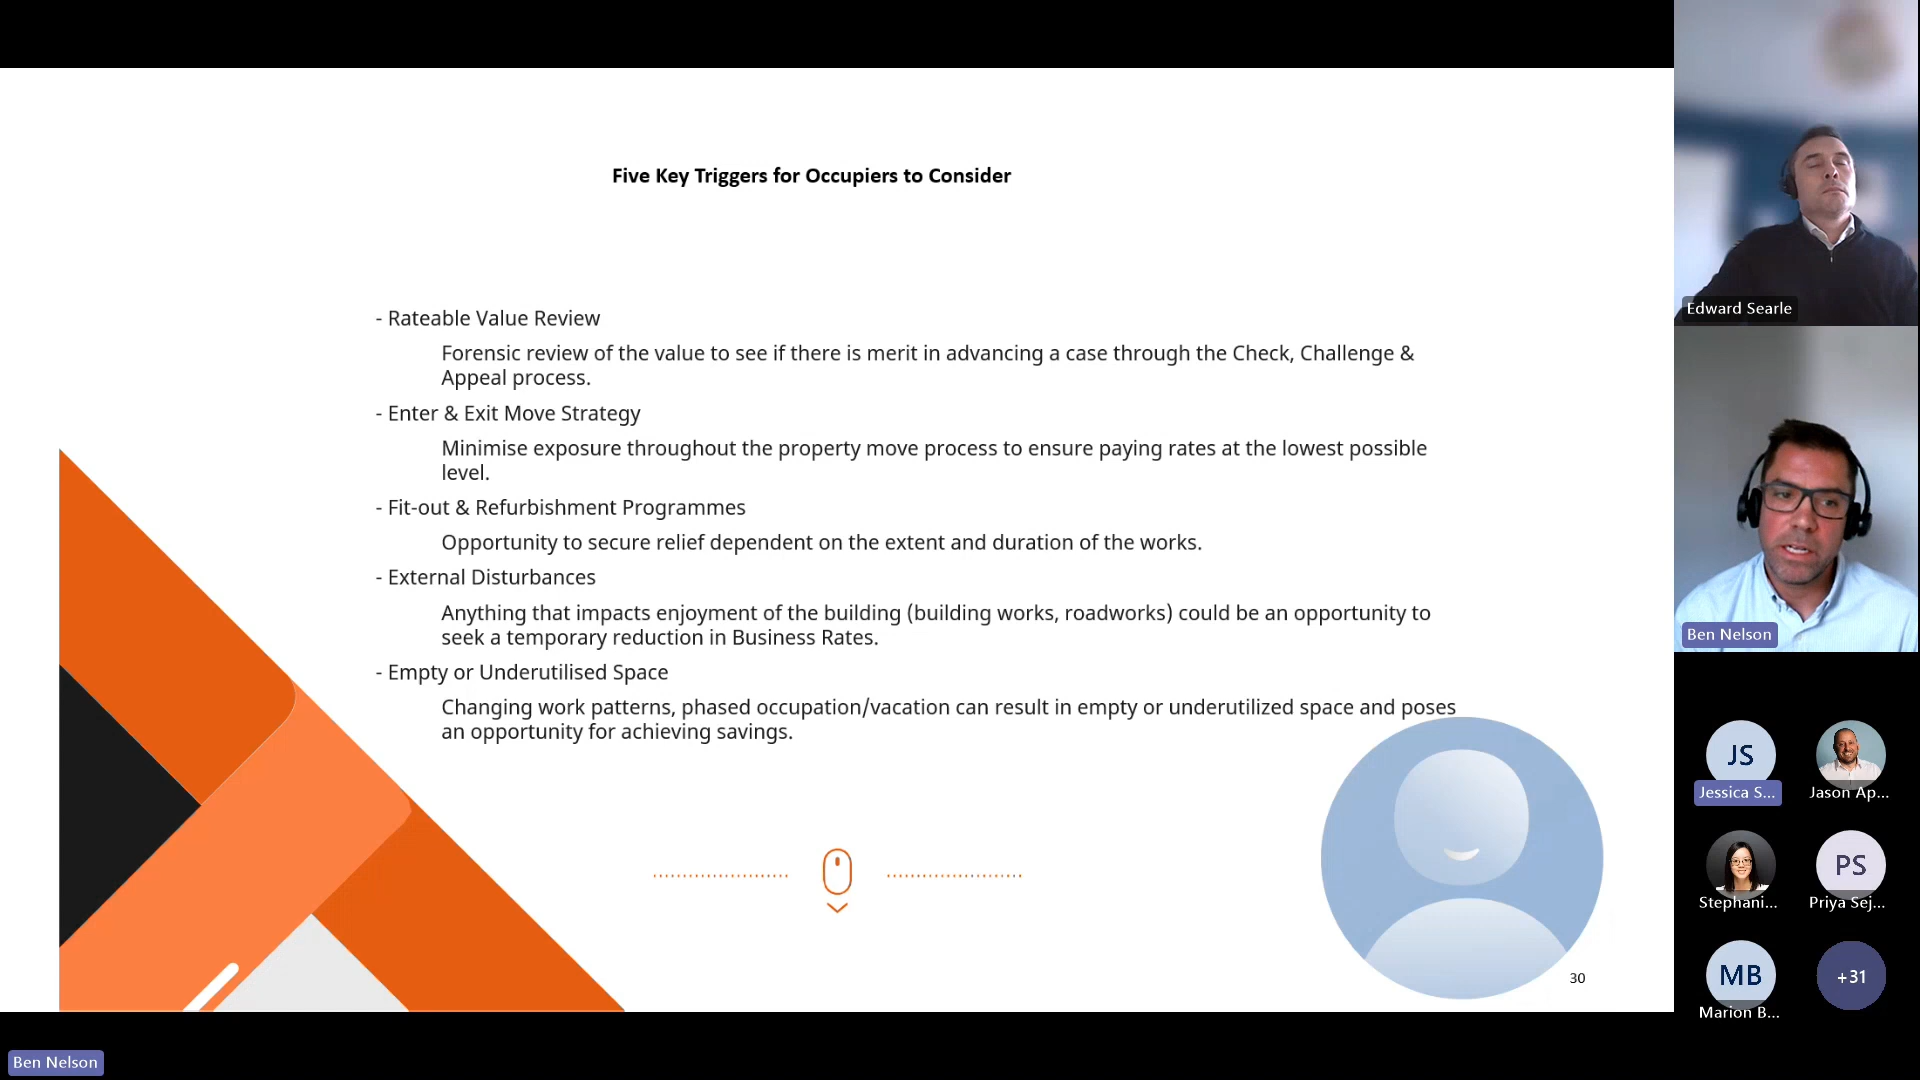 Five Key Triggers for Occupiers to Consider
- Rateable Value Review
Forensic review of the value to see if there is merit in advancing a case through the Check, Challenge &
Appeal process.
- Enter & Exit Move Strategy
Minimise exposure throughout the property move process to ensure paying rates at the lowest possible
level.
- Fit-out & Refurbishment Programmes
Opportunity to secure relief dependent on the extent and duration of the works.
- External Disturbances
Anything that impacts enjoyment of the building (building works, roadworks) could be an opportunity to
seek a temporary reduction in Business Rates.
- Empty or Underutilised Space
Changing work patterns, phased occupation/vacation can result in empty or underutilized space and poses
an opportunity for achieving savings.
30
Edward Searle
Ben Nelson
JS
Jessica S...
Jason Ap...
Stephani...
PS
Priya Sej...
MB
Marion B...
+31
Ben Nelson